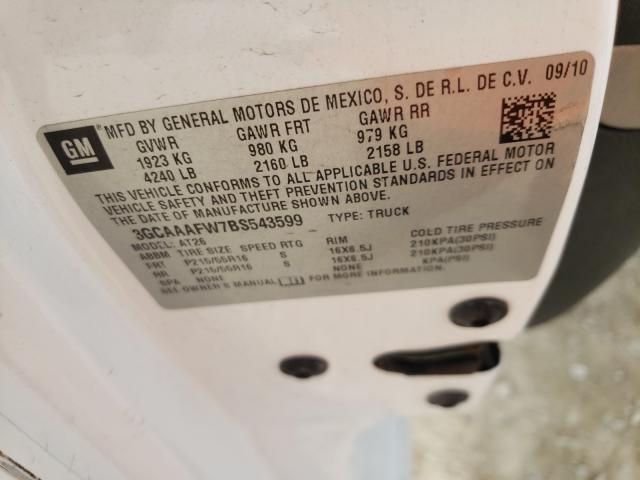 GM ® MFD BY GENERAL MOTORS DE MEXICO, S. DE R.L. DE C.V. 09/10
GVWR GAWR FRT GAWR RR
1923 KG 980 KG 979 KG
4240 LB 2160 LB 2158 LB
THIS VEHICLE CONFORMS TO ALL APPLICABLE U.S. FEDERAL MOTOR
VEHICLE SAFETY AND THEFT PREVENTION STANDARDS IN EFFECT ON
THE DATE OF MANUFACTURE SHOWN ABOVE.
3GCAAAFW7BS543599 TYPE: TRUCK
MODEL: AT26
ABBM TIRE SIZE SPEED RTG RIM COLD TIRE PRESSURE
FRT P215/55R16 S 16X6.5J 210KPA(30PSI)
RR P215/55R16 S 16X6.5J 210KPA(30PSI)
SPA NONE NONE KPA(PSI)
SEE OWNER'S MANUAL FOR MORE INFORMATION.